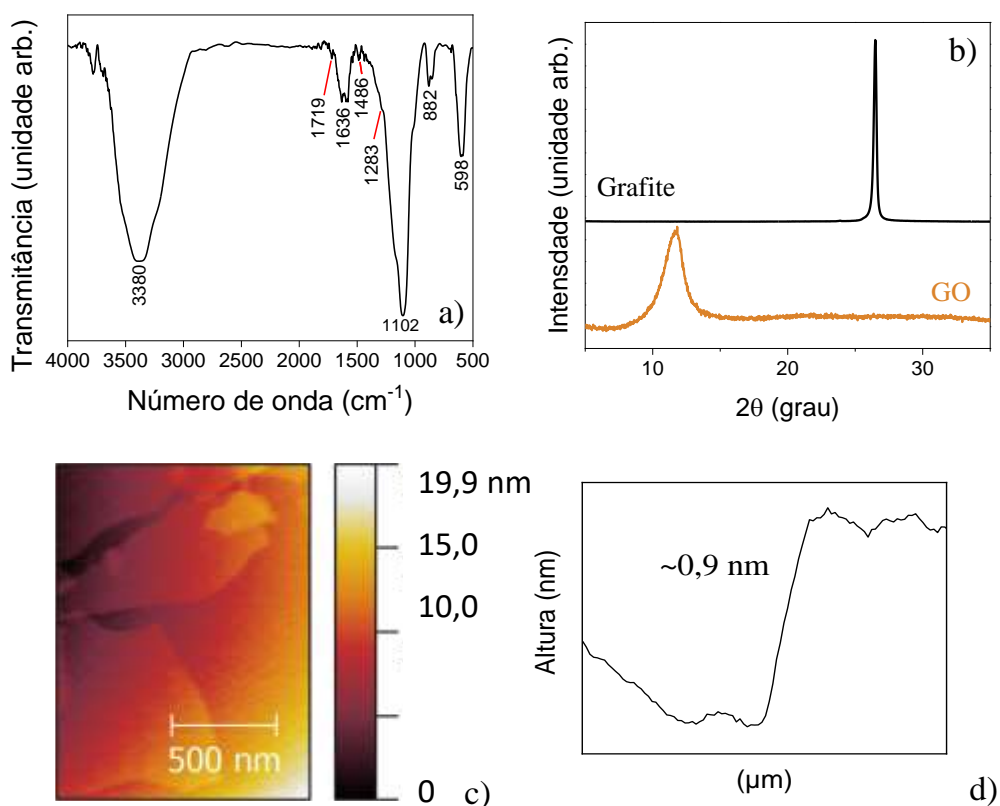 Transmitância (unidade arb.)
3380
1719
1636
1486
1283
1102
882
598
a)
4000 3500 3000 2500 2000 1500 1000 500
Número de onda (cm⁻¹)
Intensdade (unidade arb.)
b)
Grafite
GO
10 20 30
2θ (grau)
500 nm
19,9 nm
15,0
10,0
0
c)
Altura (nm)
~0,9 nm
(µm)
d)